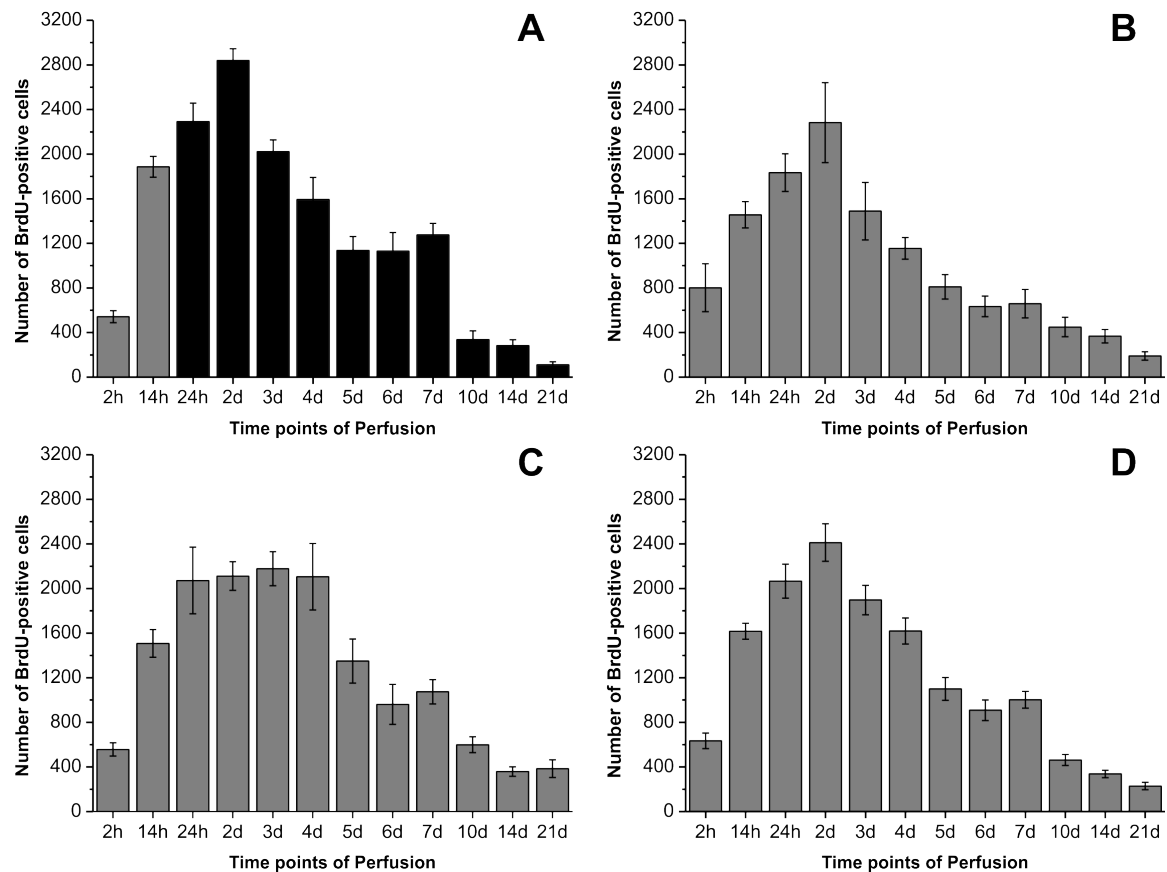 A
Number of BrdU-positive cells
3200
2800
2400
2000
1600
1200
800
400
0
2h 14h 24h 2d 3d 4d 5d 6d 7d 10d 14d 21d
Time points of Perfusion
B
Number of BrdU-positive cells
3200
2800
2400
2000
1600
1200
800
400
0
2h 14h 24h 2d 3d 4d 5d 6d 7d 10d 14d 21d
Time points of Perfusion
C
Number of BrdU-positive cells
3200
2800
2400
2000
1600
1200
800
400
0
2h 14h 24h 2d 3d 4d 5d 6d 7d 10d 14d 21d
Time points of Perfusion
D
Number of BrdU-positive cells
3200
2800
2400
2000
1600
1200
800
400
0
2h 14h 24h 2d 3d 4d 5d 6d 7d 10d 14d 21d
Time points of Perfusion